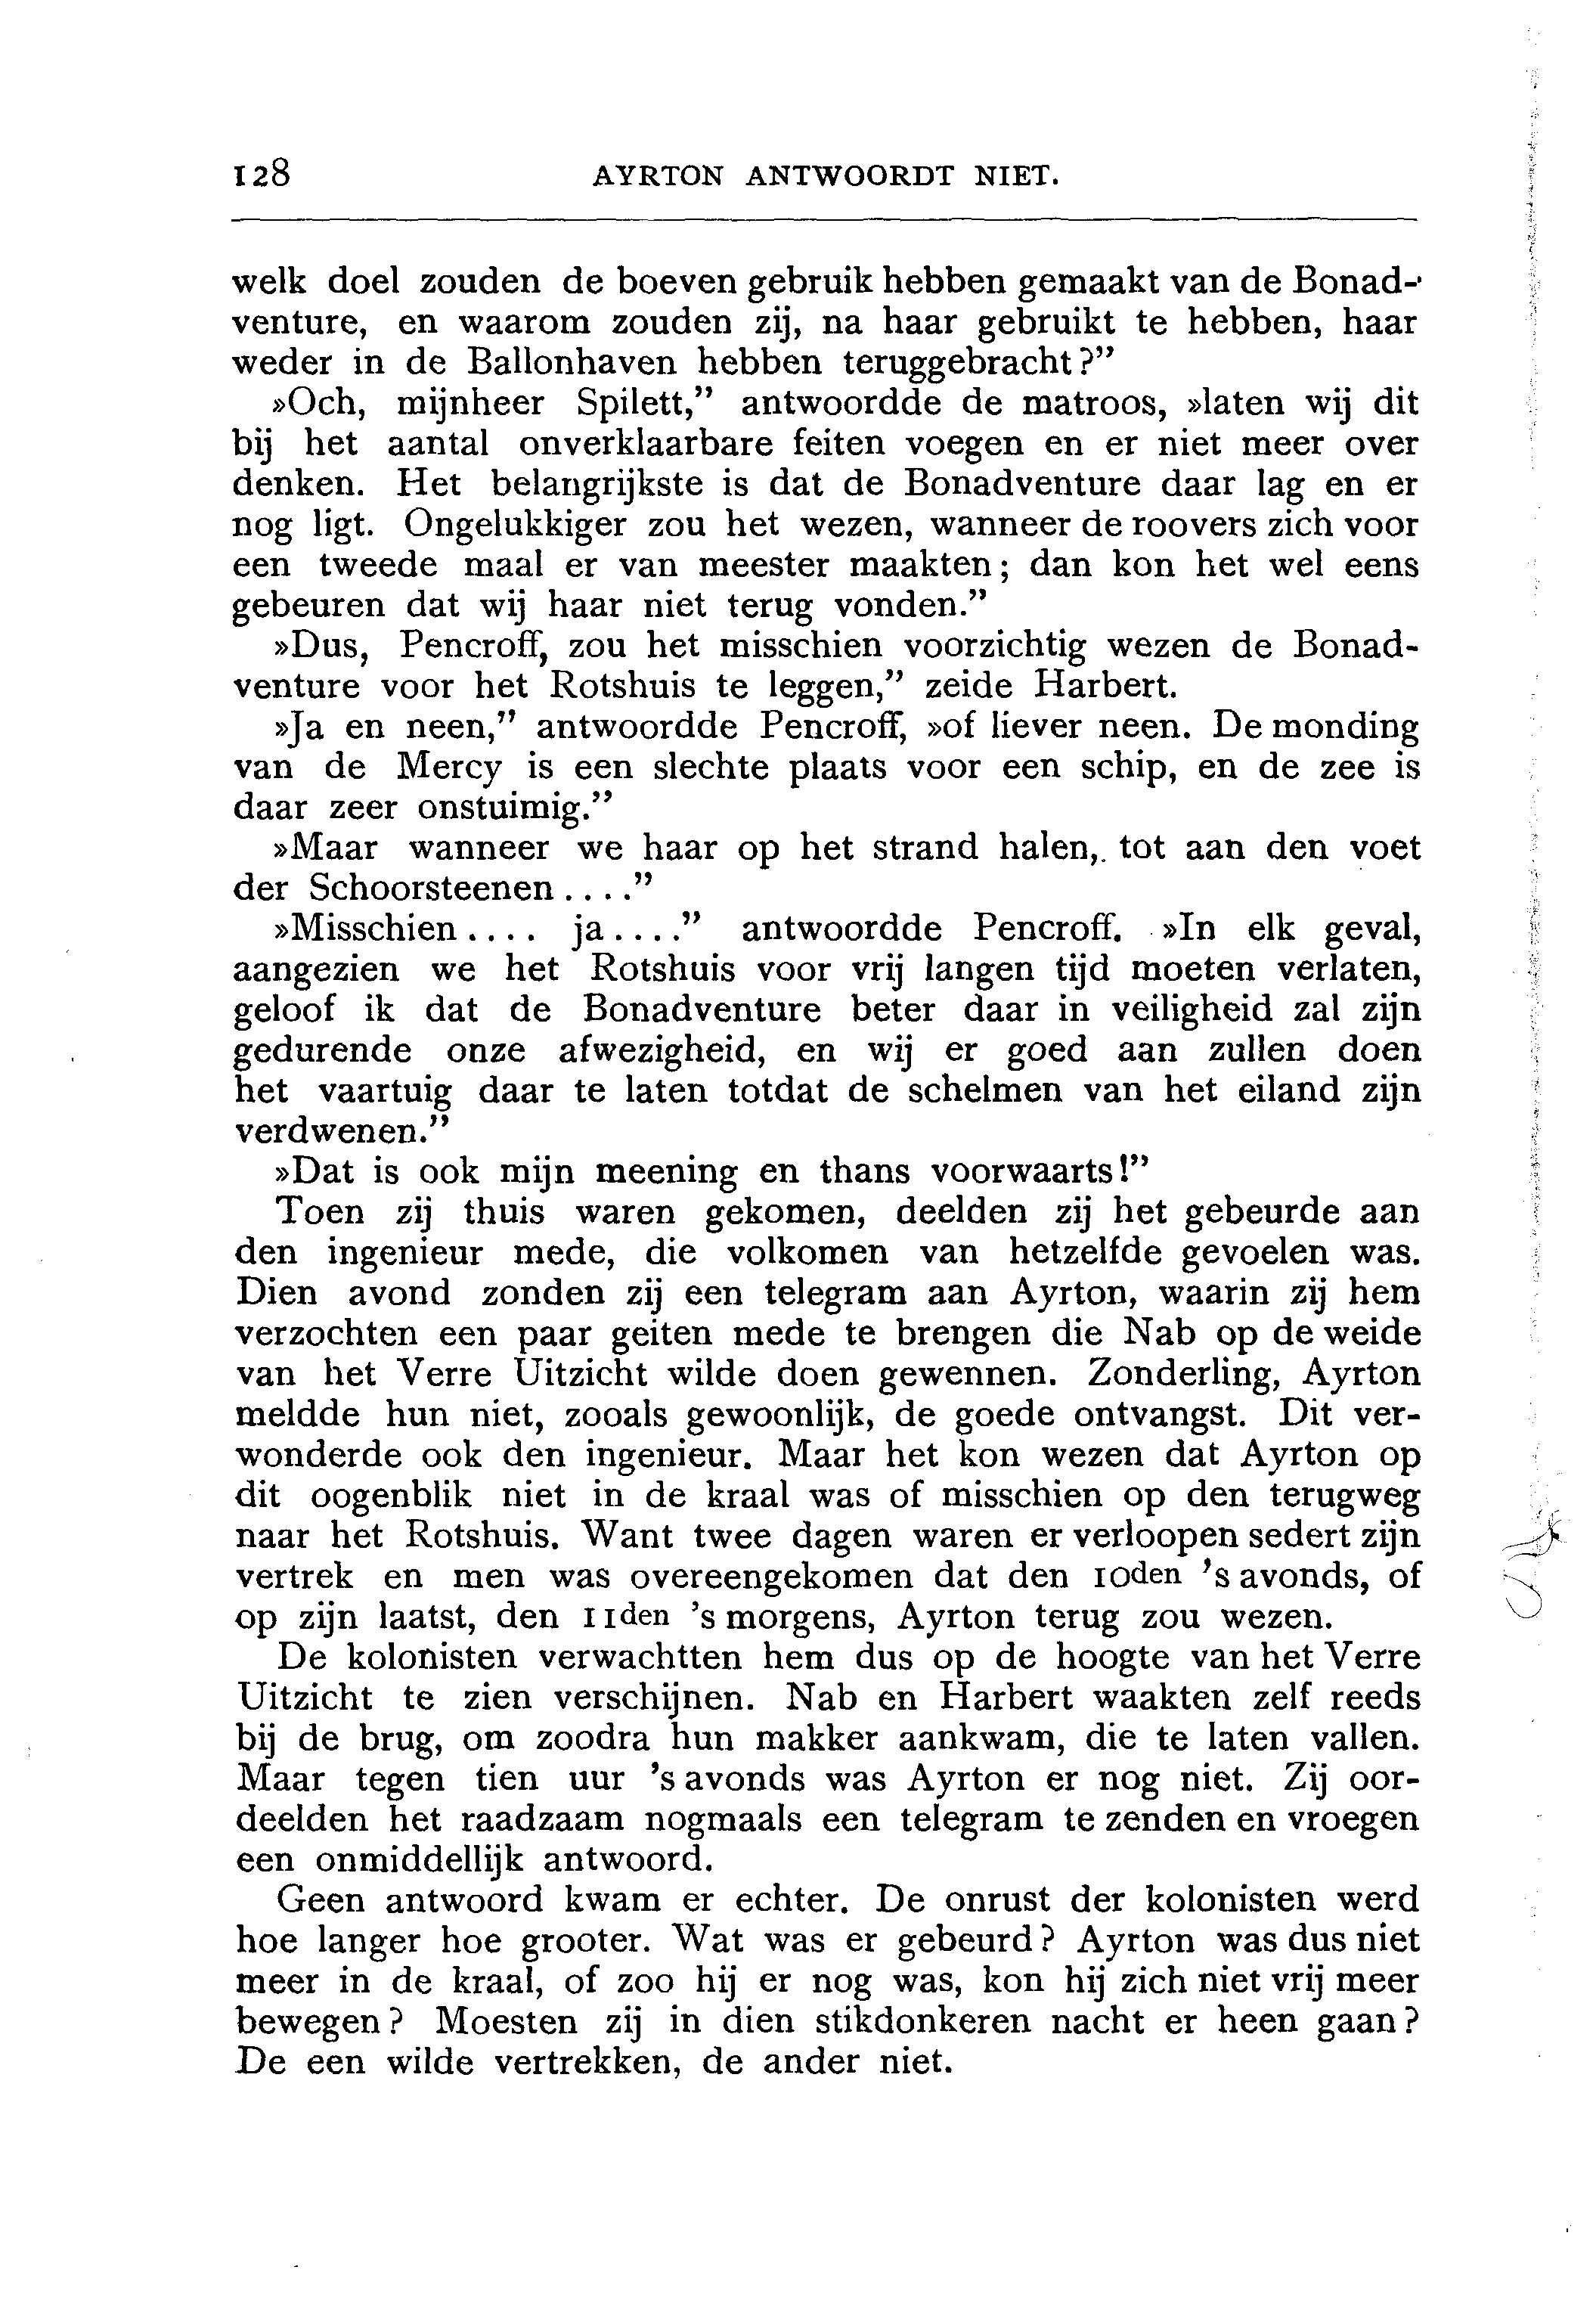 128 AYRTON ANTWOORDT NIET.
welk doel zouden de boeven gebruik hebben gemaakt van de Bonad-
venture, en waarom zouden zij, na haar gebruikt te hebben, haar
weder in de Ballonhaven hebben teruggebracht?”
»Och, mijnheer Spilett,” antwoordde de matroos, »laten wij dit
bij het aantal onverklaarbare feiten voegen en er niet meer over
denken. Het belangrijkste is dat de Bonadventure daar lag en er
nog ligt. Ongelukkiger zou het wezen, wanneer de roovers zich voor
een tweede maal er van meester maakten; dan kon het wel eens
gebeuren dat wij haar niet terug vonden.”
»Dus, Pencroff, zou het misschien voorzichtig wezen de Bonad-
venture voor het Rotshuis te leggen,” zeide Harbert.
»Ja en neen,” antwoordde Pencroff, »of liever neen. De monding
van de Mercy is een slechte plaats voor een schip, en de zee is
daar zeer onstuimig.”
»Maar wanneer we haar op het strand halen, tot aan den voet
der Schoorsteenen....”
»Misschien.... ja....” antwoordde Pencroff. »In elk geval,
aangezien we het Rotshuis voor vrij langen tijd moeten verlaten,
geloof ik dat de Bonadventure beter daar in veiligheid zal zijn
gedurende onze afwezigheid, en wij er goed aan zullen doen
het vaartuig daar te laten totdat de schelmen van het eiland zijn
verdwenen.”
»Dat is ook mijn meening en thans voorwaarts!”
Toen zij thuis waren gekomen, deelden zij het gebeurde aan
den ingenieur mede, die volkomen van hetzelfde gevoelen was.
Dien avond zonden zij een telegram aan Ayrton, waarin zij hem
verzochten een paar geiten mede te brengen die Nab op de weide
van het Verre Uitzicht wilde doen gewennen. Zonderling, Ayrton
meldde hun niet, zooals gewoonlijk, de goede ontvangst. Dit ver-
wonderde ook den ingenieur. Maar het kon wezen dat Ayrton op
dit oogenblik niet in de kraal was of misschien op den terugweg
naar het Rotshuis. Want twee dagen waren er verloopen sedert zijn
vertrek en men was overeengekomen dat den 10den ’s avonds, of
op zijn laatst, den 11den ’s morgens, Ayrton terug zou wezen.
De kolonisten verwachtten hem dus op de hoogte van het Verre
Uitzicht te zien verschijnen. Nab en Harbert waakten zelf reeds
bij de brug, om zoodra hun makker aankwam, die te laten vallen.
Maar tegen tien uur ’s avonds was Ayrton er nog niet. Zij oor-
deelden het raadzaam nogmaals een telegram te zenden en vroegen
een onmiddellijk antwoord.
Geen antwoord kwam er echter. De onrust der kolonisten werd
hoe langer hoe grooter. Wat was er gebeurd? Ayrton was dus niet
meer in de kraal, of zoo hij er nog was, kon hij zich niet vrij meer
bewegen? Moesten zij in dien stikdonkeren nacht er heen gaan?
De een wilde vertrekken, de ander niet.